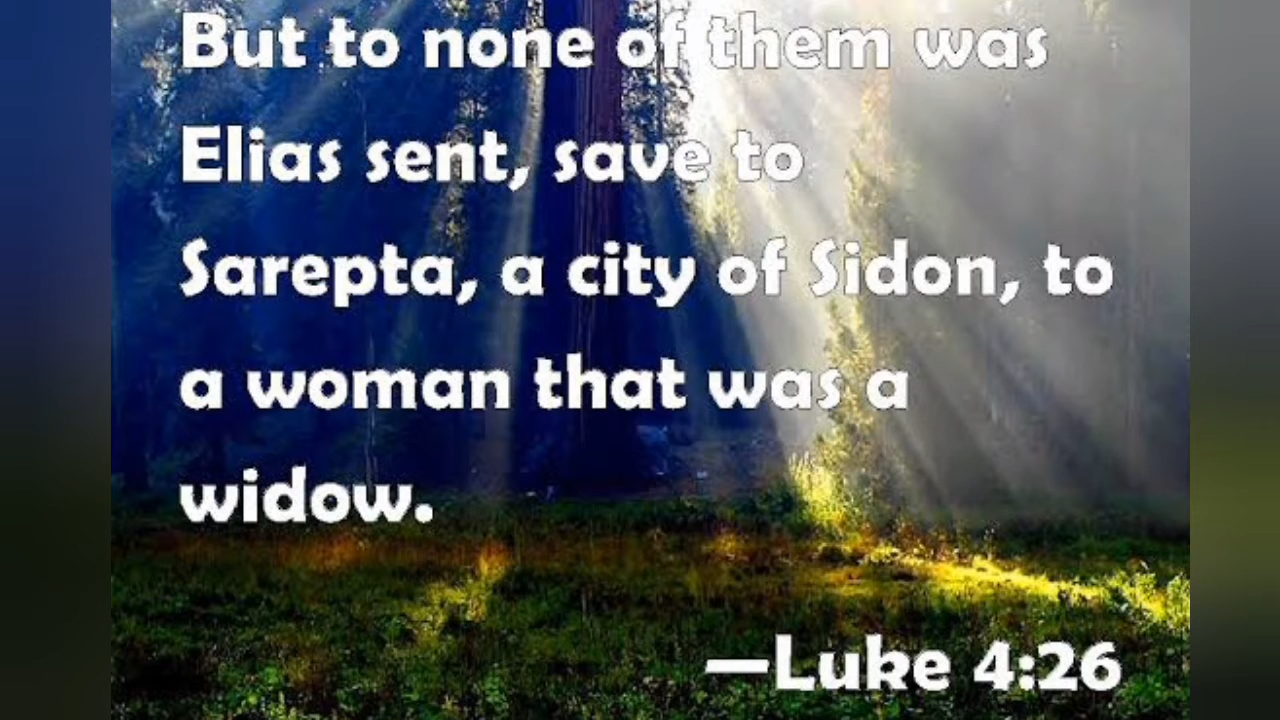 But to none of them was
Elias sent, save to
Sarepta, a city of Sidon, to
a woman that was a
widow.
—Luke 4:26